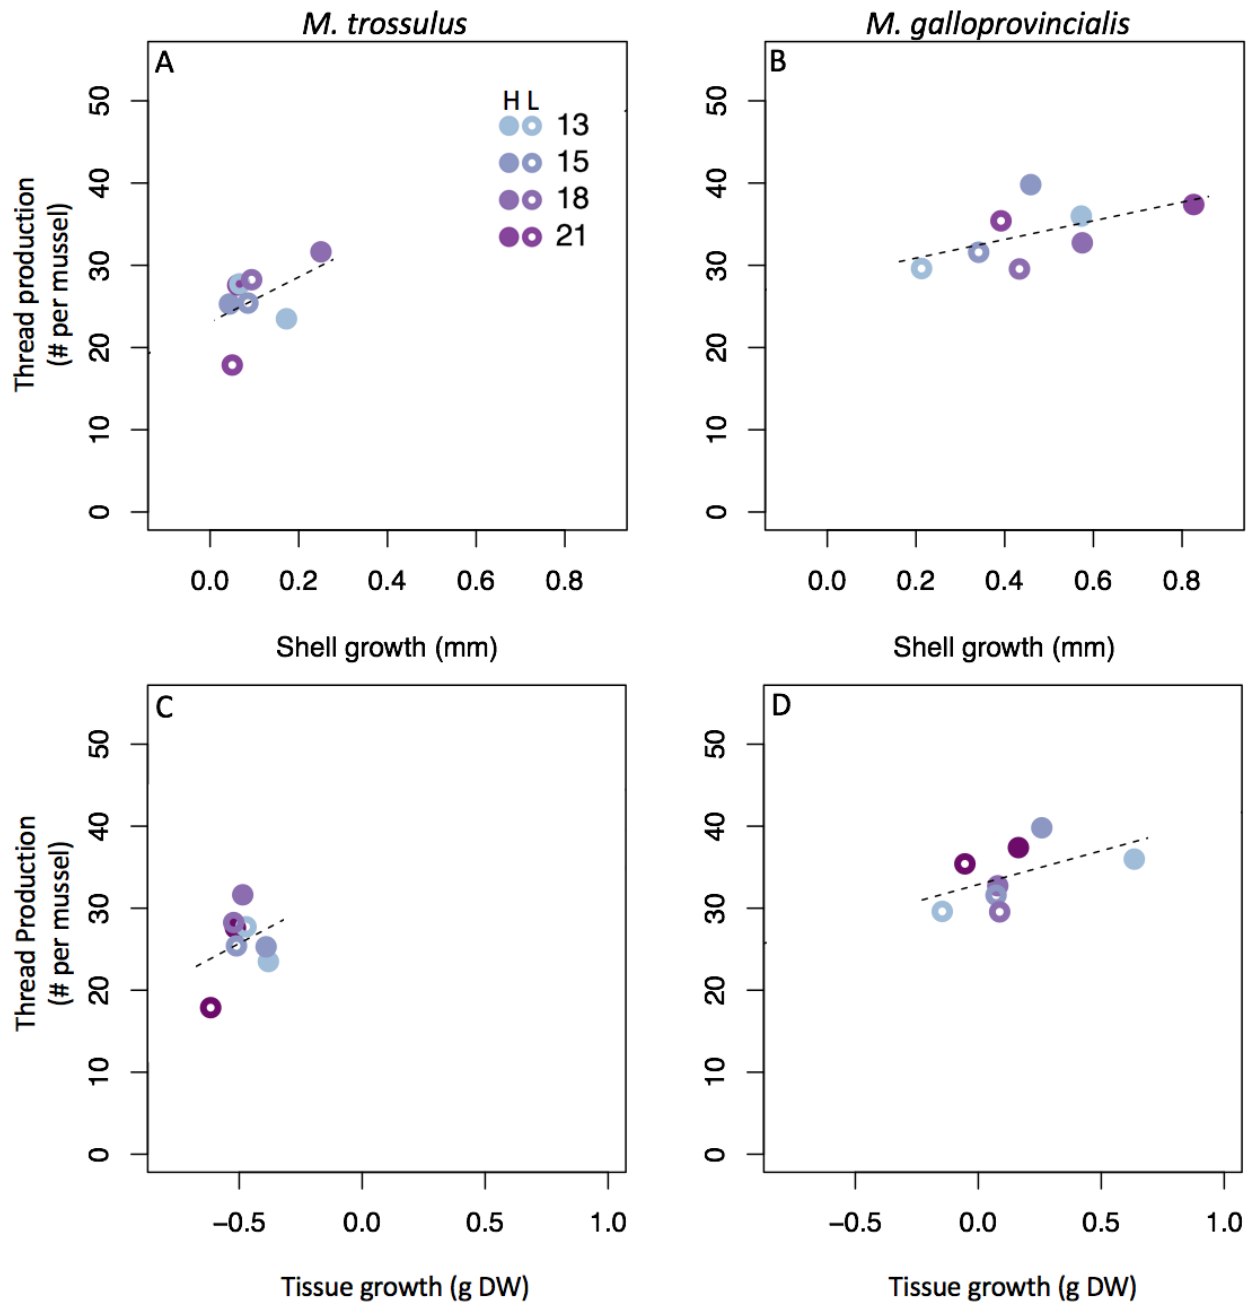 M. trossulus
M. galloprovincialis
A
H L
13
15
18
21
Thread production
(# per mussel)
50
40
30
20
10
0
0.0 0.2 0.4 0.6 0.8
Shell growth (mm)
B
50
40
30
20
10
0
0.0 0.2 0.4 0.6 0.8
Shell growth (mm)
C
Thread Production
(# per mussel)
50
40
30
20
10
0
−0.5 0.0 0.5 1.0
Tissue growth (g DW)
D
50
40
30
20
10
0
−0.5 0.0 0.5 1.0
Tissue growth (g DW)